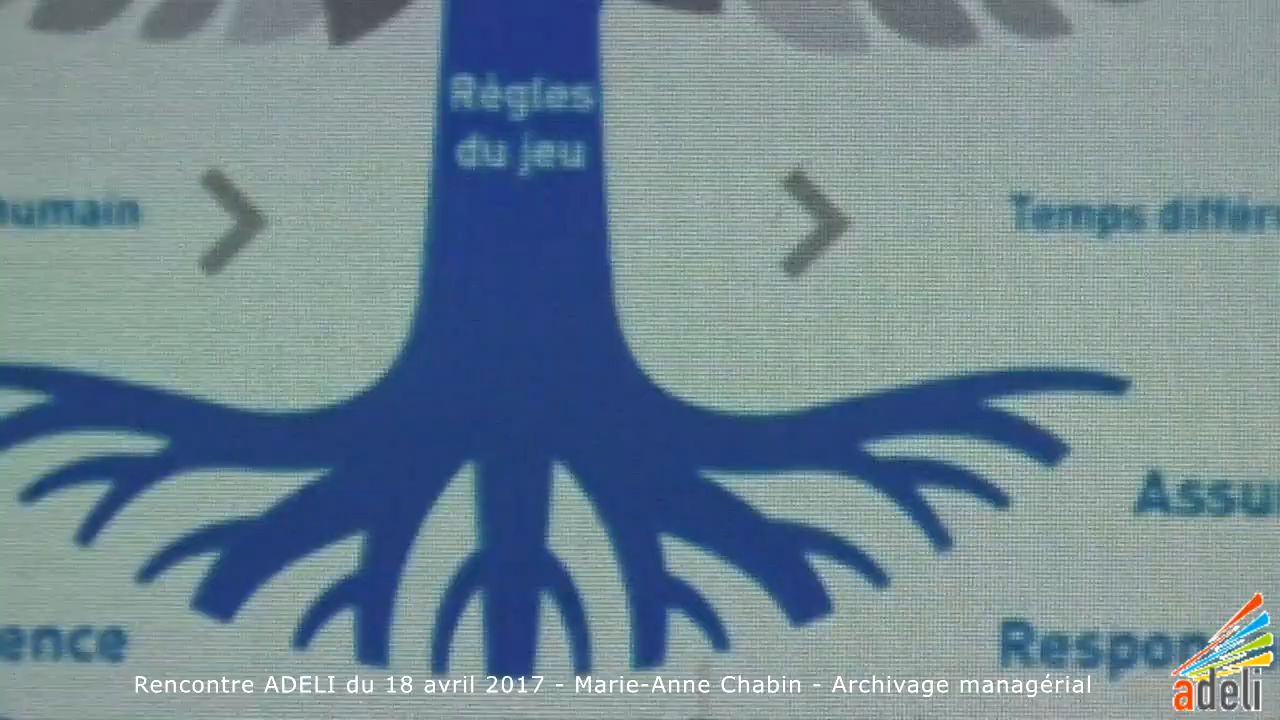 Règles
du jeu
humain
Temps différ
Assu
ence
Respon
Rencontre ADELI du 18 avril 2017 - Marie-Anne Chabin - Archivage managérial
adeli